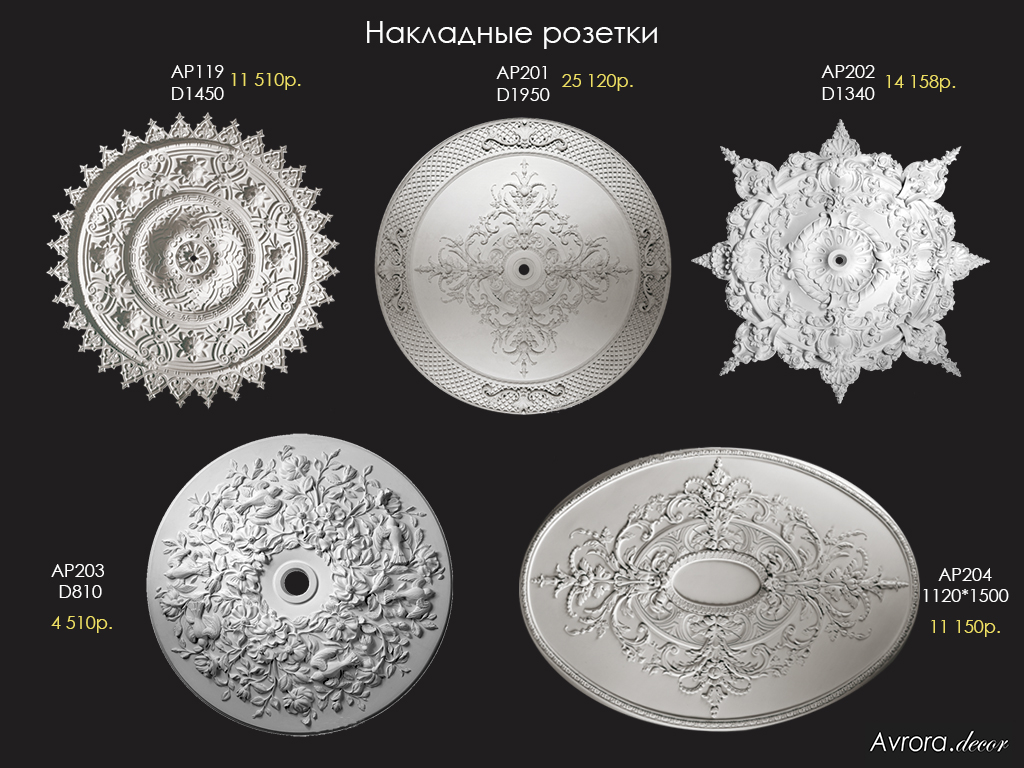 Накладные розетки
AP119
D1450
11 510р.
AP201
D1950
25 120р.
AP202
D1340
14 158р.
AP203
D810
4 510р.
AP204
1120*1500
11 150р.
Avrora.decor